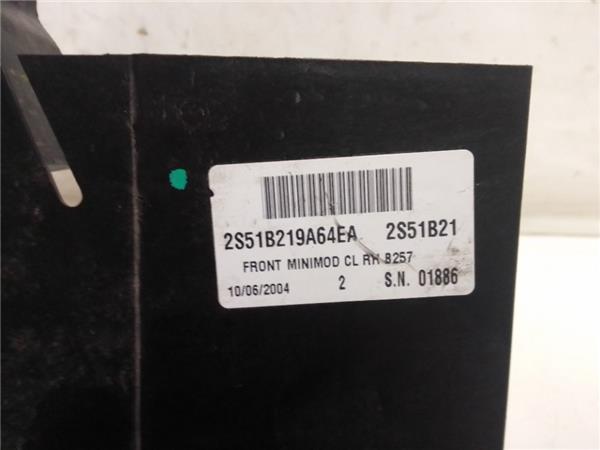 2S51B219A64EA 2S51B21
FRONT MINIMOD CL RH B257
10/06/2004 2 S.N. 01886